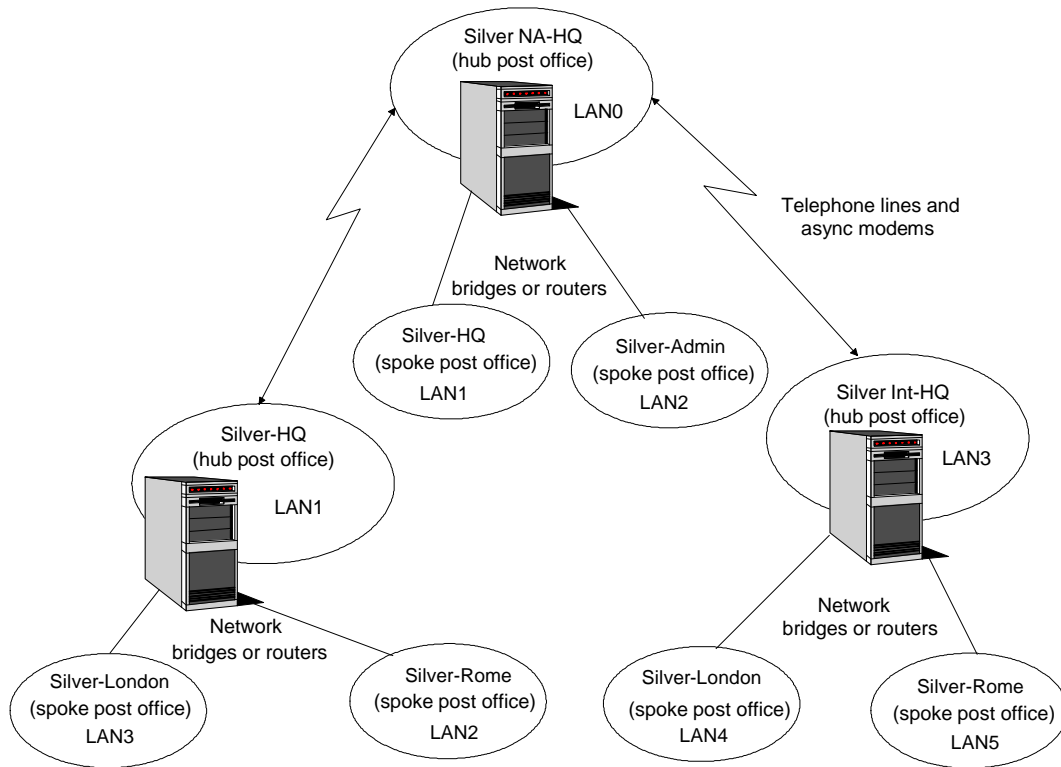 Silver NA-HQ
(hub post office)
LAN0
Telephone lines and
async modems
Network
bridges or routers
Silver-HQ
(spoke post office)
LAN1
Silver-Admin
(spoke post office)
LAN2
Silver Int-HQ
(hub post office)
LAN3
Silver-HQ
(hub post office)
LAN1
Network
bridges or routers
Network
bridges or routers
Silver-London
(spoke post office)
LAN3
Silver-Rome
(spoke post office)
LAN2
Silver-London
(spoke post office)
LAN4
Silver-Rome
(spoke post office)
LAN5